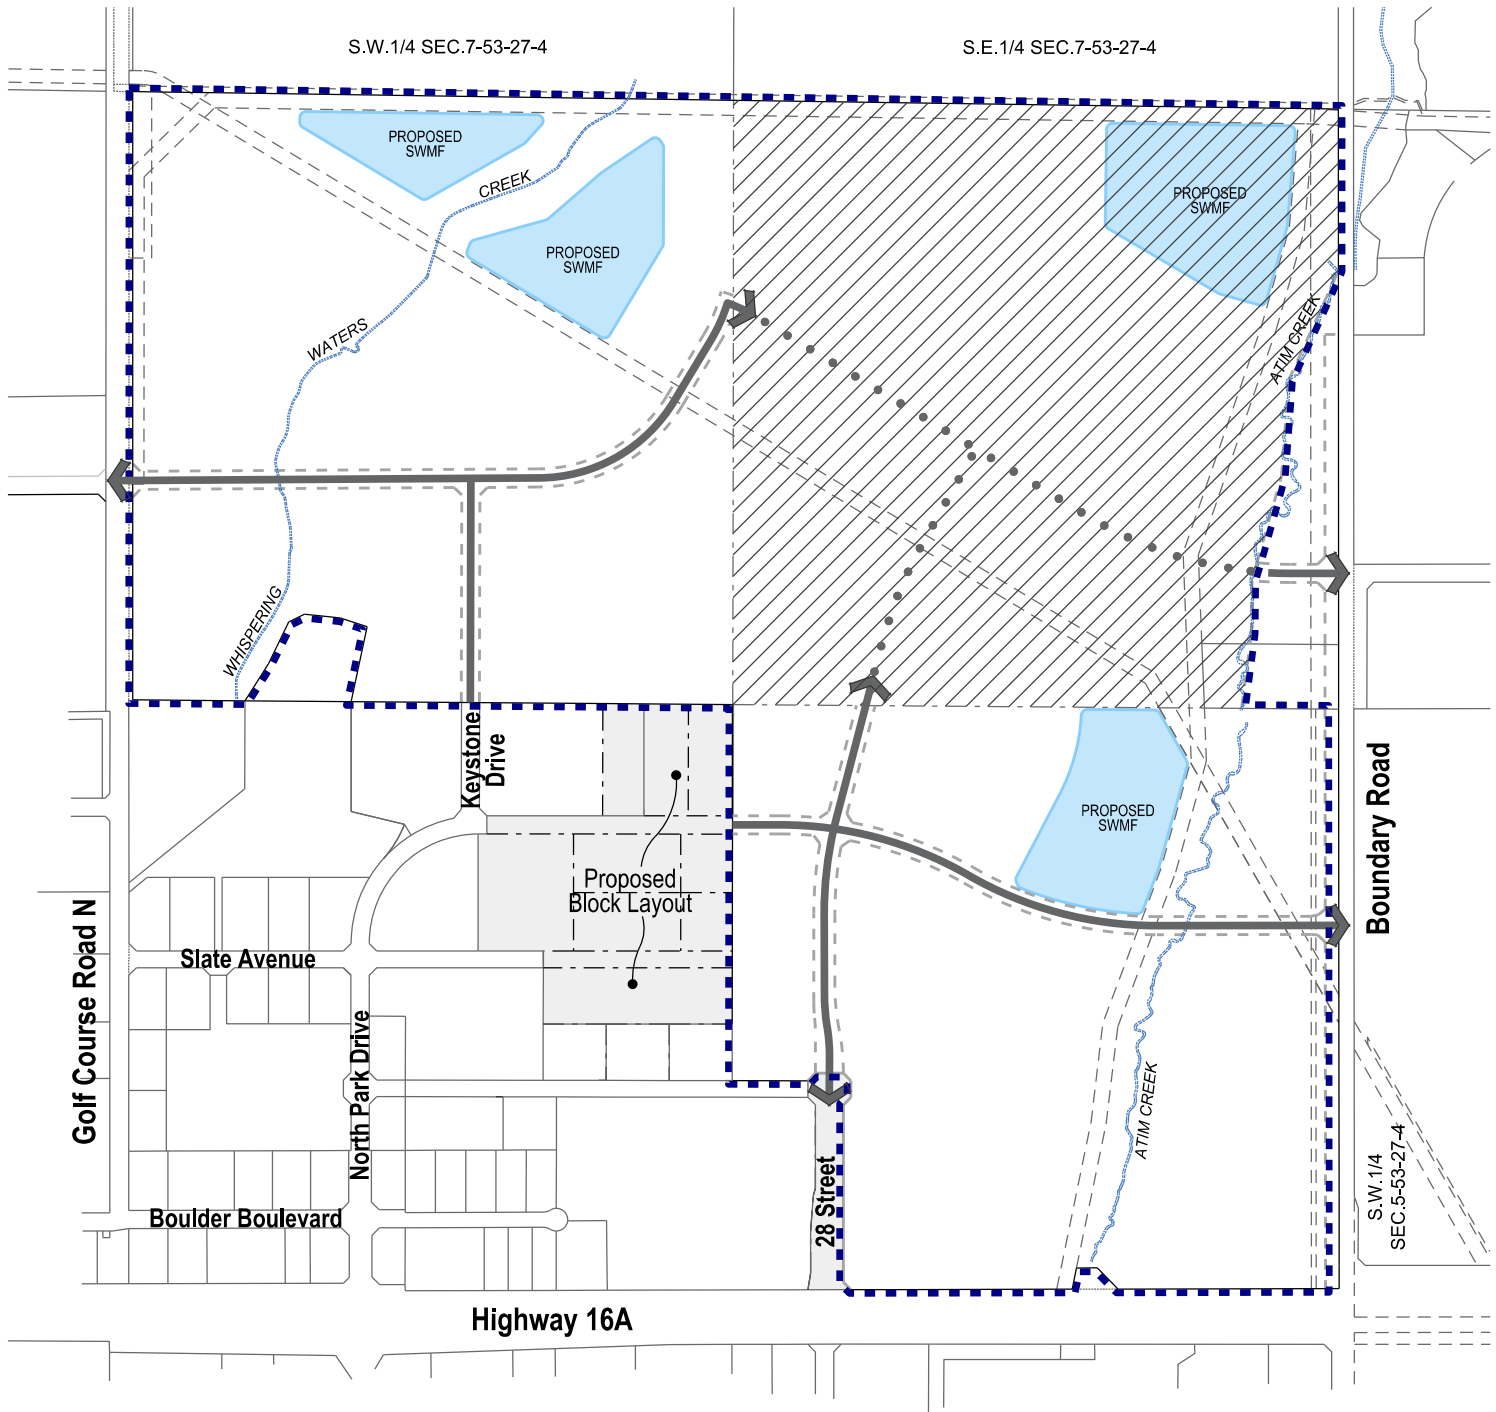 S.W.1/4 SEC.7-53-27-4
S.E.1/4 SEC.7-53-27-4
PROPOSED
SWMF
CREEK
PROPOSED
SWMF
PROPOSED
SWMF
WATERS
ATIM CREEK
WHISPERING
Keystone
Drive
PROPOSED
SWMF
Boundary Road
Proposed
Block Layout
Golf Course Road N
Slate Avenue
North Park Drive
ATIM CREEK
28 Street
S.W.1/4
SEC.5-53-27-4
Boulder Boulevard
Highway 16A